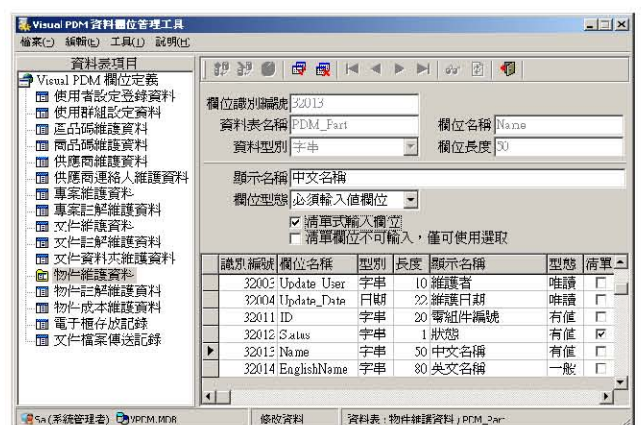 Visual PDM 資料欄位管理工具
檔案(-) 編輯(E) 工具(I) 說明(H)
資料表項目
Visual PDM 欄位定義
使用者設定登錄資料
使用群組設定資料
產品碼維護資料
商品碼維護資料
供應商維護資料
供應商連絡人維護資料
專案維護資料
專案註解維護資料
文件維護資料
文件註解維護資料
文件資料夾維護資料
物件維護資料
物件註解維護資料
物件成本維護資料
電子櫃存放記錄
文件檔案傳送記錄
欄位識別編號 32013
資料表名稱 PDM_Part 欄位名稱 Name
資料型別 字串 欄位長度 50
顯示名稱 中文名稱
欄位型態 必須輸入值欄位
清單式輸入欄位
清單欄位不可輸入，僅可使用選取
識別編號 欄位名稱 型別 長度 顯示名稱 型態 清單
32003 Update_User 字串 10 維護者 唯讀
32004 Update_Date 日期 22 維護日期 唯讀
32011 ID 字串 20 零組件編號 有值
32012 Status 字串 1 狀態 有值
32013 Name 字串 50 中文名稱 有值
32014 EnglishName 字串 80 英文名稱 一般
Sa (系統管理者) VPDM.MDB 修改資料 資料表：物件維護資料 / PDM_Part